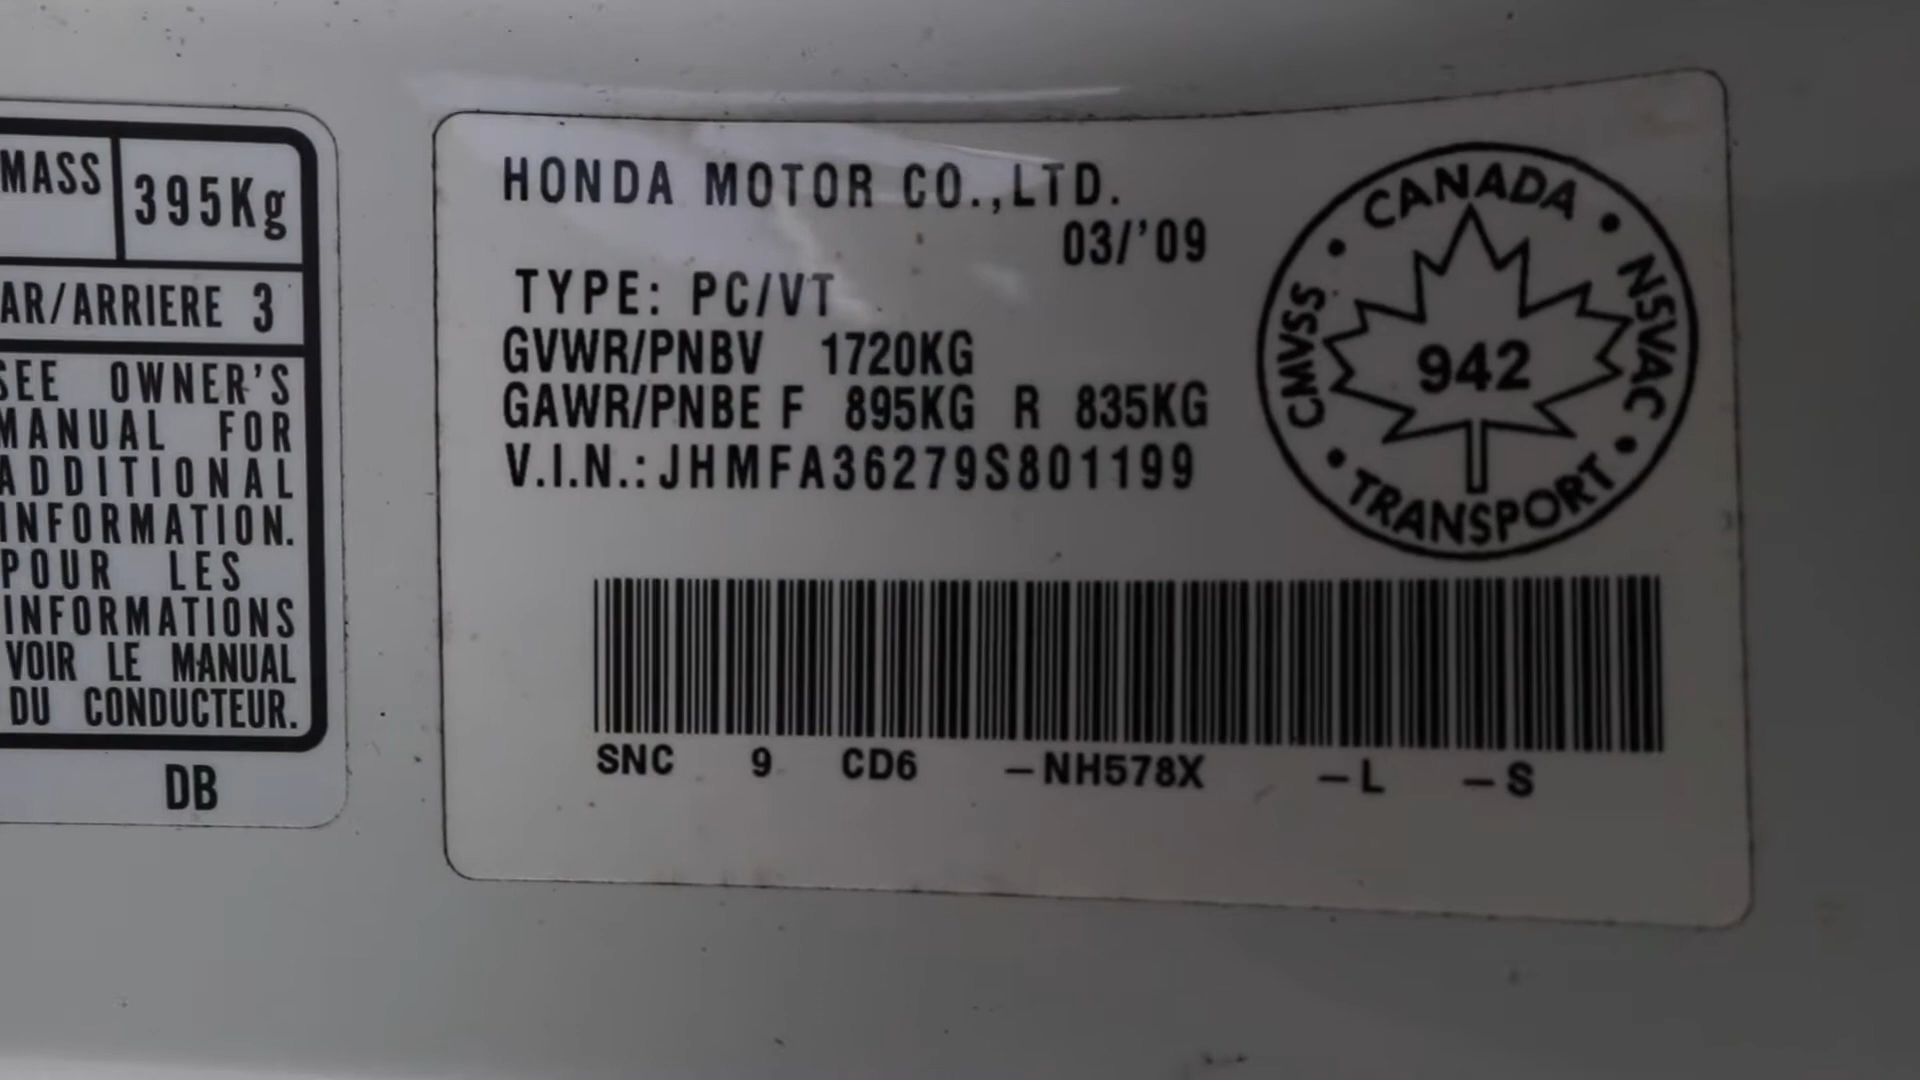 MASS 395Kg
AR/ARRIERE 3
SEE OWNER'S
MANUAL FOR
ADDITIONAL
INFORMATION.
POUR LES
INFORMATIONS
VOIR LE MANUAL
DU CONDUCTEUR.
DB
HONDA MOTOR CO.,LTD.
03/'09
TYPE: PC/VT
GVWR/PNBV 1720KG
GAWR/PNBE F 895KG R 835KG
V.I.N.:JHMFA36279S801199
CANADA • NSVAC • TRANSPORT • CMVSS •
942
SNC 9 CD6 -NH578X -L -S